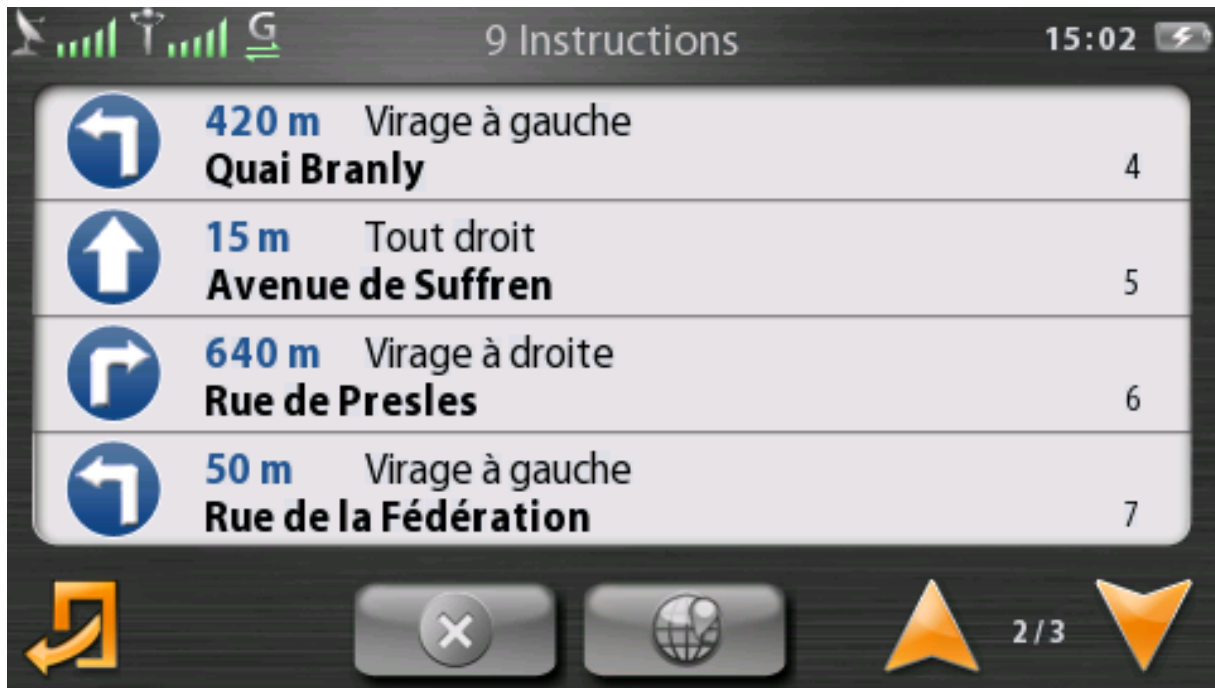 G 9 Instructions 15:02
420 m Virage à gauche
Quai Branly 4
15 m Tout droit
Avenue de Suffren 5
640 m Virage à droite
Rue de Presles 6
50 m Virage à gauche
Rue de la Fédération 7
2/3